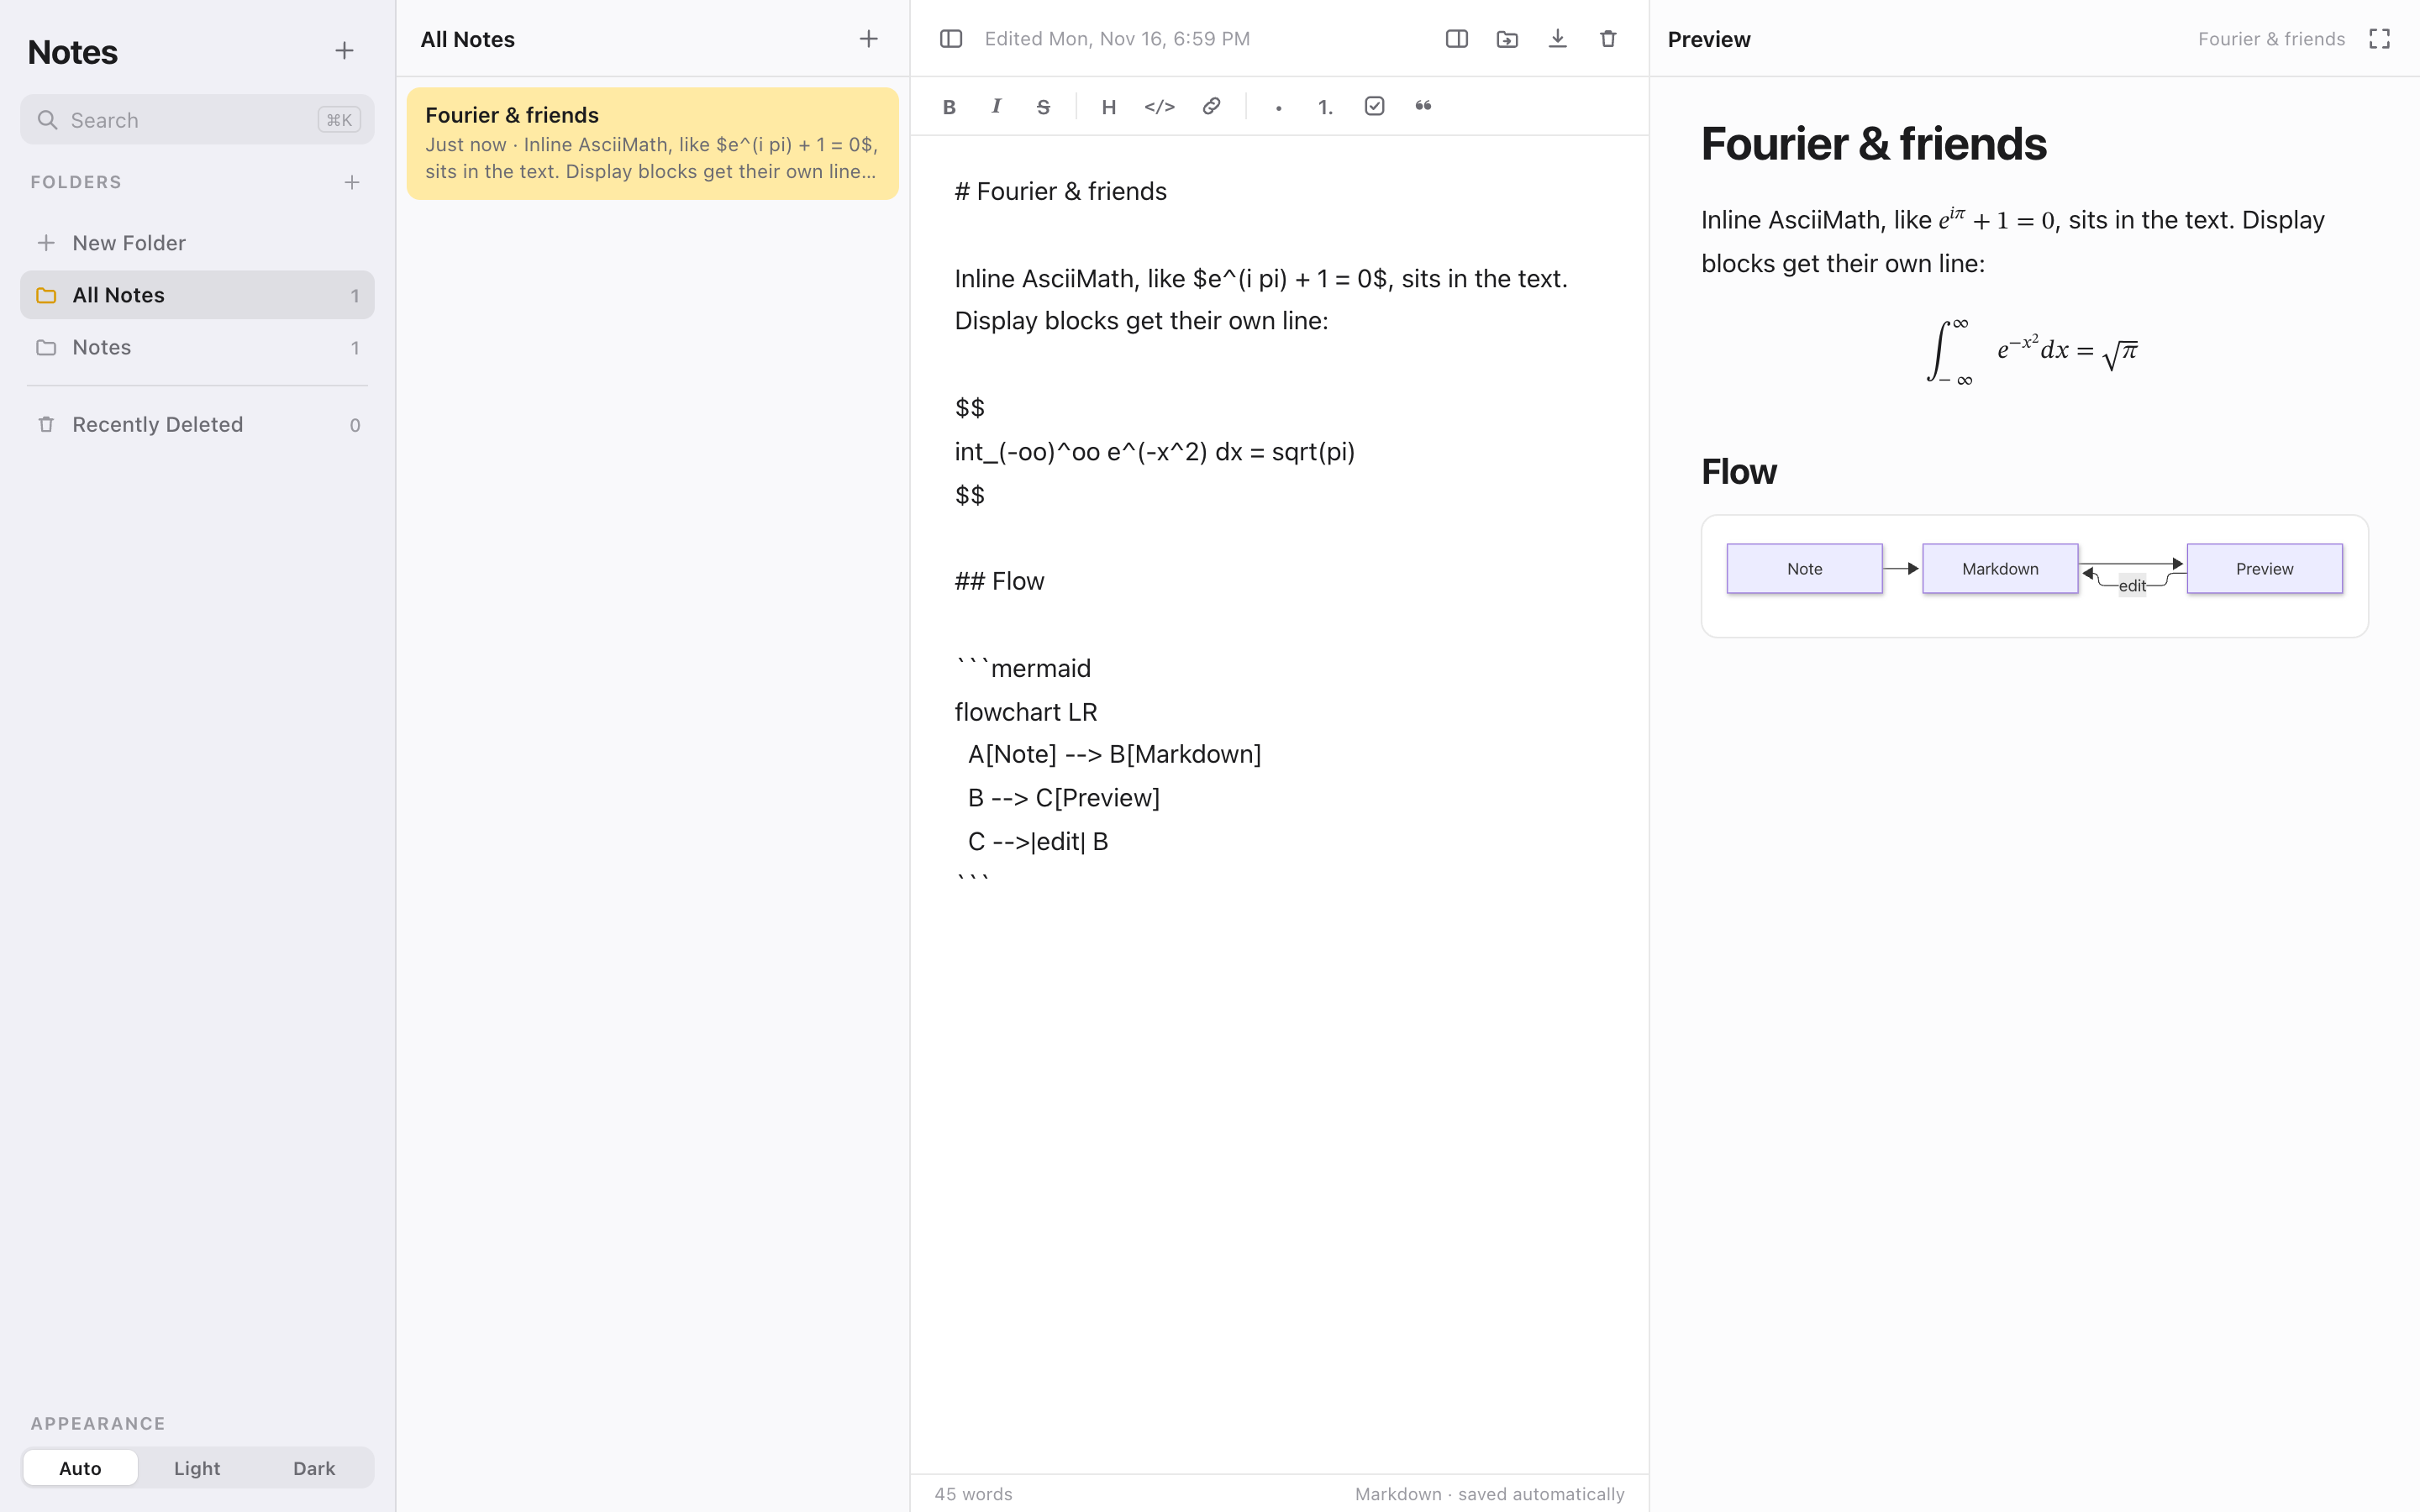 Notes
Search ⌘K
FOLDERS
New Folder
All Notes 1
Notes 1
Recently Deleted 0
APPEARANCE
Auto Light Dark
All Notes
Fourier & friends
Just now · Inline AsciiMath, like $e^(i pi) + 1 = 0$,
sits in the text. Display blocks get their own line...
Edited Mon, Nov 16, 6:59 PM
B I S H </> • 1. ❝
# Fourier & friends
Inline AsciiMath, like $e^(i pi) + 1 = 0$, sits in the text.
Display blocks get their own line:
$$
int_(-oo)^oo e^(-x^2) dx = sqrt(pi)
$$
## Flow
```mermaid
flowchart LR
  A[Note] --> B[Markdown]
  B --> C[Preview]
  C -->|edit| B
```
45 words Markdown · saved automatically
Preview Fourier & friends
Fourier & friends
Inline AsciiMath, like e^{iπ} + 1 = 0, sits in the text. Display
blocks get their own line:
∫_{−∞}^{∞} e^{−x²} dx = √π
Flow
Note Markdown edit Preview